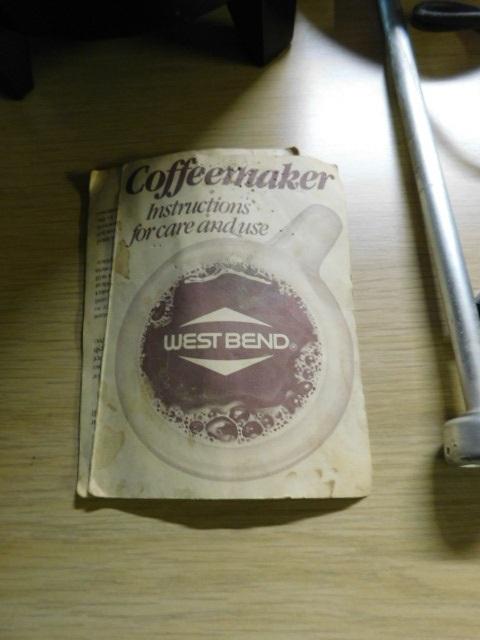 Coffeemaker
Instructions
for care and use
WEST BEND®